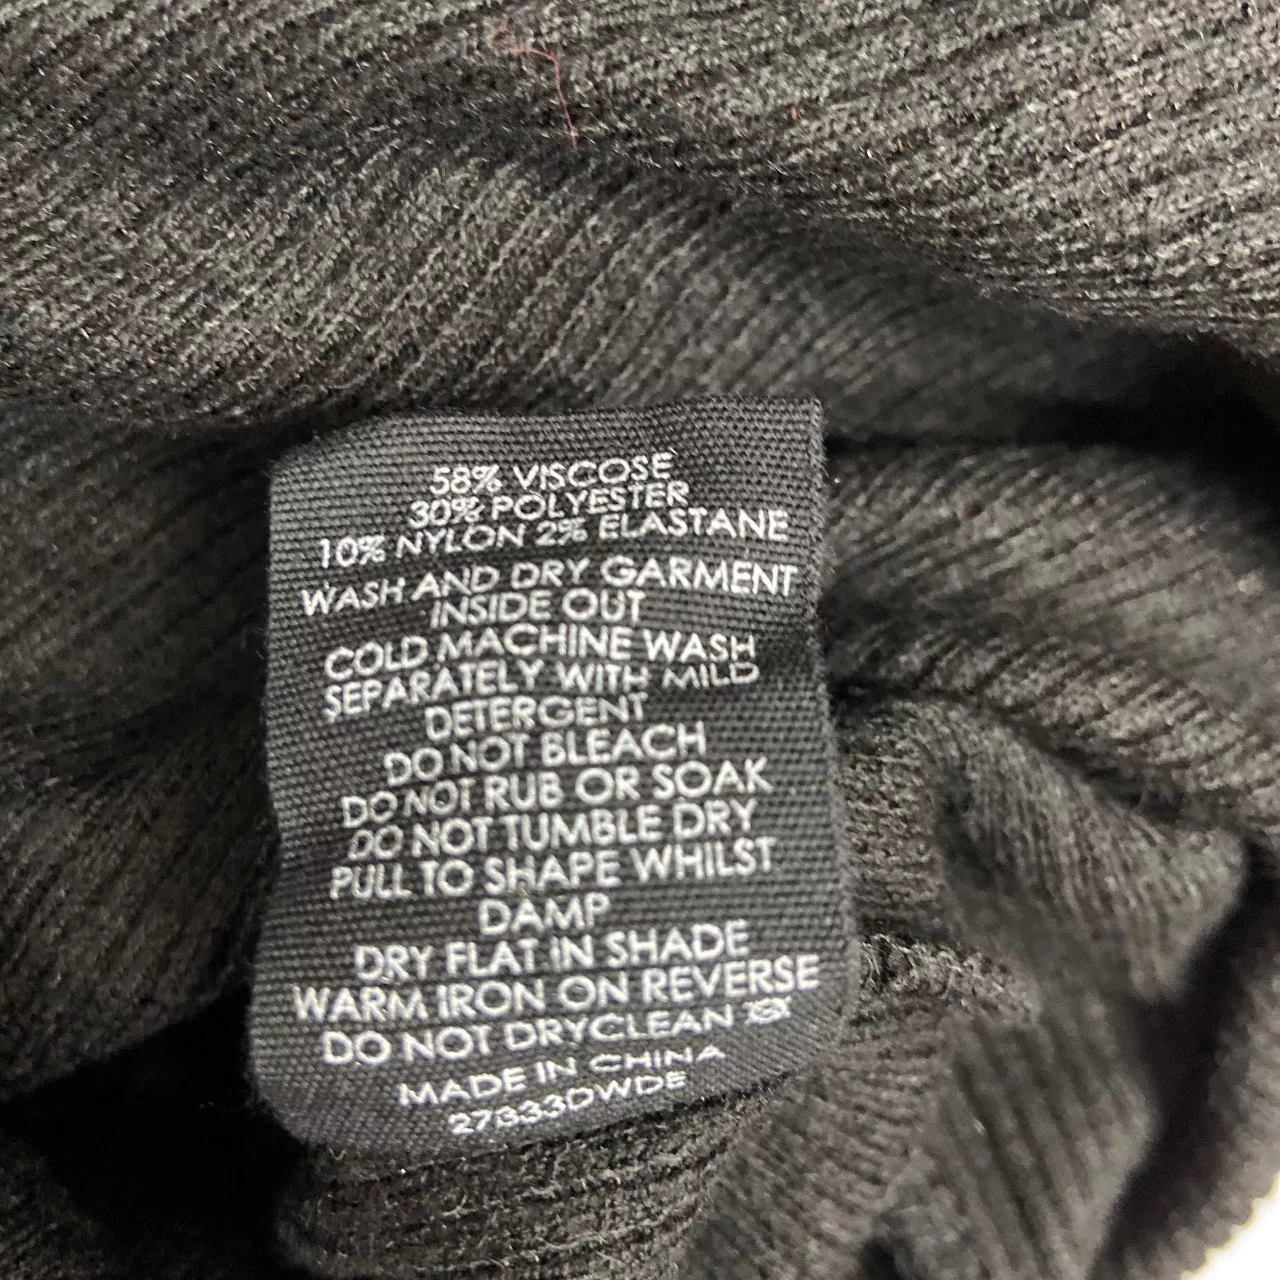 58% VISCOSE
30% POLYESTER
10% NYLON 2% ELASTANE
WASH AND DRY GARMENT
INSIDE OUT
COLD MACHINE WASH
SEPARATELY WITH MILD
DETERGENT
DO NOT BLEACH
DO NOT RUB OR SOAK
DO NOT TUMBLE DRY
PULL TO SHAPE WHILST
DAMP
DRY FLAT IN SHADE
WARM IRON ON REVERSE
DO NOT DRYCLEAN
MADE IN CHINA
27333DWDE